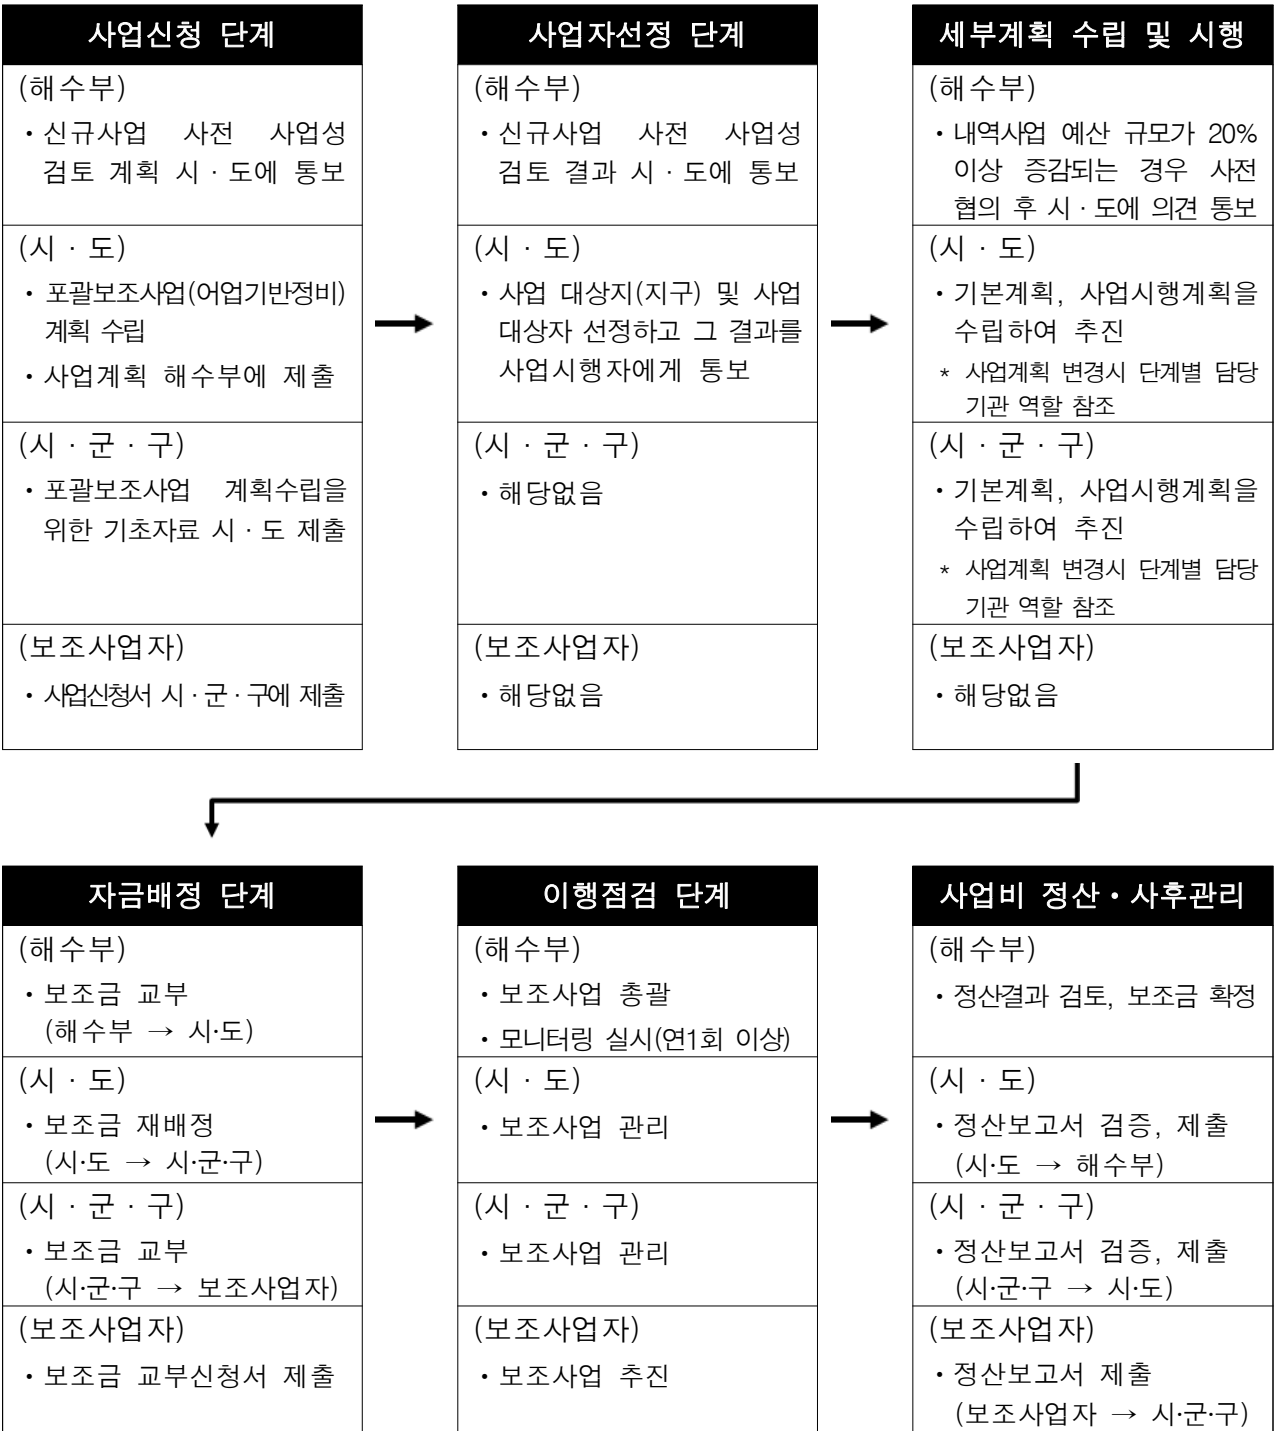 사업신청 단계
(해수부)
· 신규사업 사전 사업성
검토 계획 시 · 도에 통보
(시 · 도)
· 포괄보조사업(어업기반정비)
계획 수립
· 사업계획 해수부에 제출
(시 · 군 · 구)
· 포괄보조사업 계획수립을
위한 기초자료 시 · 도 제출
(보조사업자)
· 사업신청서 시 · 군 · 구에 제출
사업자선정 단계
(해수부)
· 신규사업 사전 사업성
검토 결과 시 · 도에 통보
(시 · 도)
· 사업 대상지(지구) 및 사업
대상자 선정하고 그 결과를
사업시행자에게 통보
(시 · 군 · 구)
· 해당없음
(보조사업자)
· 해당없음
세부계획 수립 및 시행
(해수부)
· 내역사업 예산 규모가 20%
이상 증감되는 경우 사전
협의 후 시 · 도에 의견 통보
(시 · 도)
· 기본계획, 사업시행계획을
수립하여 추진
* 사업계획 변경시 단계별 담당
기관 역할 참조
(시 · 군 · 구)
· 기본계획, 사업시행계획을
수립하여 추진
* 사업계획 변경시 단계별 담당
기관 역할 참조
(보조사업자)
· 해당없음
자금배정 단계
(해수부)
· 보조금 교부
(해수부 → 시·도)
(시 · 도)
· 보조금 재배정
(시·도 → 시·군·구)
(시 · 군 · 구)
· 보조금 교부
(시·군·구 → 보조사업자)
(보조사업자)
· 보조금 교부신청서 제출
이행점검 단계
(해수부)
· 보조사업 총괄
· 모니터링 실시(연1회 이상)
(시 · 도)
· 보조사업 관리
(시 · 군 · 구)
· 보조사업 관리
(보조사업자)
· 보조사업 추진
사업비 정산 · 사후관리
(해수부)
· 정산결과 검토, 보조금 확정
(시 · 도)
· 정산보고서 검증, 제출
(시·도 → 해수부)
(시 · 군 · 구)
· 정산보고서 검증, 제출
(시·군·구 → 시·도)
(보조사업자)
· 정산보고서 제출
(보조사업자 → 시·군·구)